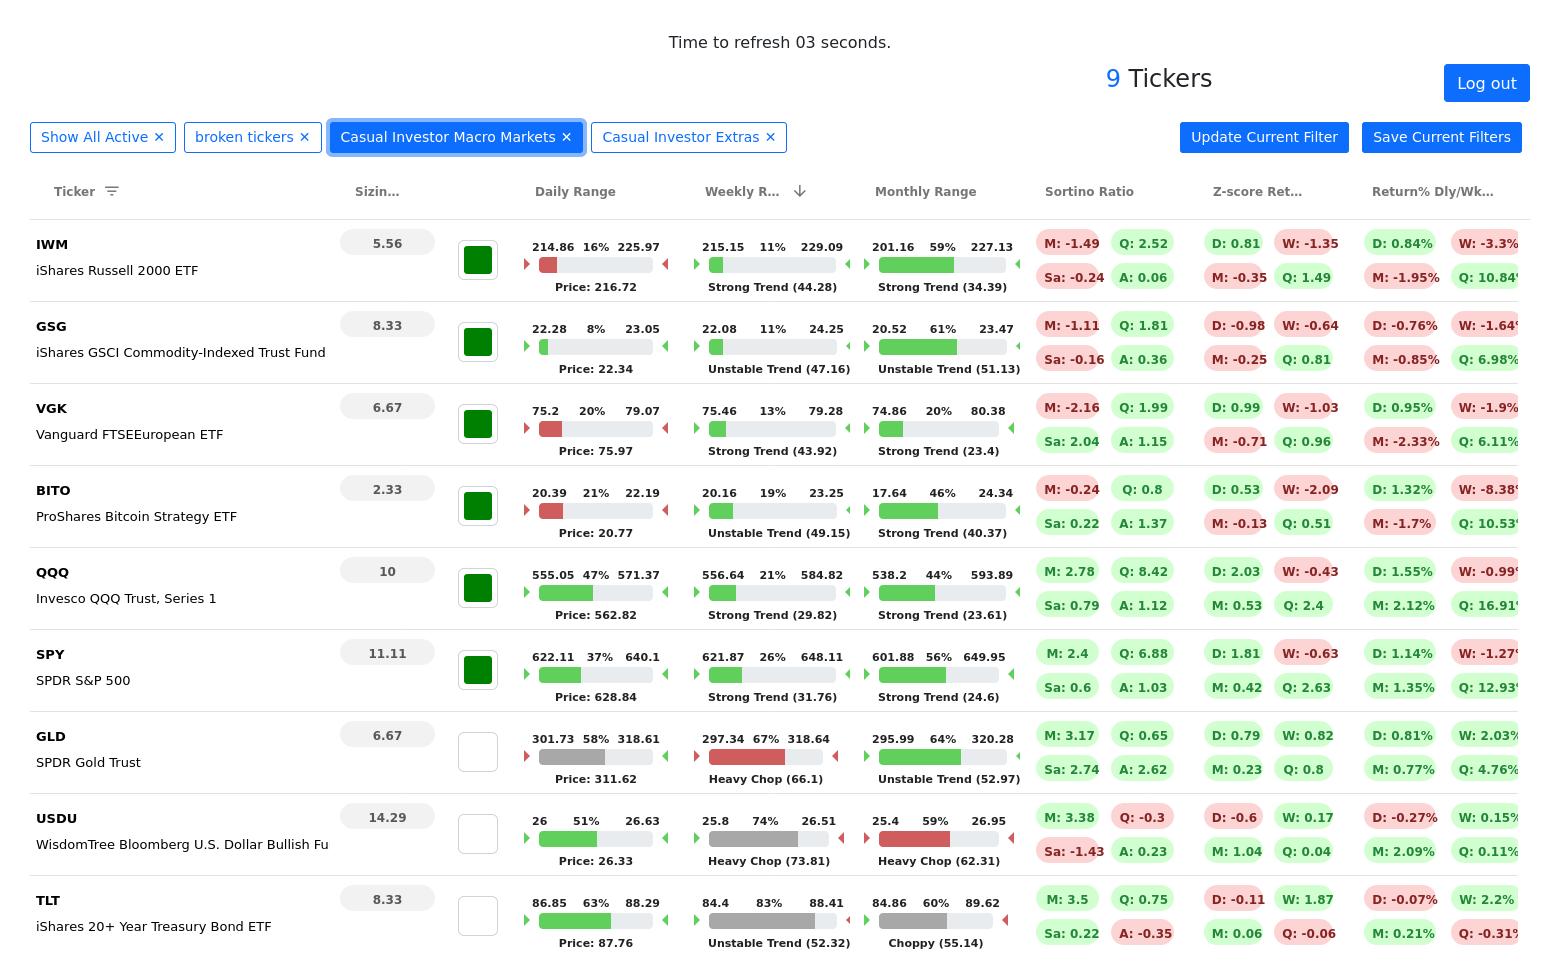 Time to refresh 03 seconds.
9 Tickers
Log out
Show All Active ✕ broken tickers ✕ Casual Investor Macro Markets ✕ Casual Investor Extras ✕ Update Current Filter Save Current Filters
Ticker Sizin… Daily Range Weekly R… Monthly Range Sortino Ratio Z-score Ret… Return% Dly/Wk…
IWM 5.56 214.86 16% 225.97 215.15 11% 229.09 201.16 59% 227.13 M: -1.49 Q: 2.52 D: 0.81 W: -1.35 D: 0.84% W: -3.3%
iShares Russell 2000 ETF Price: 216.72 Strong Trend (44.28) Strong Trend (34.39) Sa: -0.24 A: 0.06 M: -0.35 Q: 1.49 M: -1.95% Q: 10.84%
GSG 8.33 22.28 8% 23.05 22.08 11% 24.25 20.52 61% 23.47 M: -1.11 Q: 1.81 D: -0.98 W: -0.64 D: -0.76% W: -1.64%
iShares GSCI Commodity-Indexed Trust Fund Price: 22.34 Unstable Trend (47.16) Unstable Trend (51.13) Sa: -0.16 A: 0.36 M: -0.25 Q: 0.81 M: -0.85% Q: 6.98%
VGK 6.67 75.2 20% 79.07 75.46 13% 79.28 74.86 20% 80.38 M: -2.16 Q: 1.99 D: 0.99 W: -1.03 D: 0.95% W: -1.9%
Vanguard FTSEEuropean ETF Price: 75.97 Strong Trend (43.92) Strong Trend (23.4) Sa: 2.04 A: 1.15 M: -0.71 Q: 0.96 M: -2.33% Q: 6.11%
BITO 2.33 20.39 21% 22.19 20.16 19% 23.25 17.64 46% 24.34 M: -0.24 Q: 0.8 D: 0.53 W: -2.09 D: 1.32% W: -8.38%
ProShares Bitcoin Strategy ETF Price: 20.77 Unstable Trend (49.15) Strong Trend (40.37) Sa: 0.22 A: 1.37 M: -0.13 Q: 0.51 M: -1.7% Q: 10.53%
QQQ 10 555.05 47% 571.37 556.64 21% 584.82 538.2 44% 593.89 M: 2.78 Q: 8.42 D: 2.03 W: -0.43 D: 1.55% W: -0.99%
Invesco QQQ Trust, Series 1 Price: 562.82 Strong Trend (29.82) Strong Trend (23.61) Sa: 0.79 A: 1.12 M: 0.53 Q: 2.4 M: 2.12% Q: 16.91%
SPY 11.11 622.11 37% 640.1 621.87 26% 648.11 601.88 56% 649.95 M: 2.4 Q: 6.88 D: 1.81 W: -0.63 D: 1.14% W: -1.27%
SPDR S&P 500 Price: 628.84 Strong Trend (31.76) Strong Trend (24.6) Sa: 0.6 A: 1.03 M: 0.42 Q: 2.63 M: 1.35% Q: 12.93%
GLD 6.67 301.73 58% 318.61 297.34 67% 318.64 295.99 64% 320.28 M: 3.17 Q: 0.65 D: 0.79 W: 0.82 D: 0.81% W: 2.03%
SPDR Gold Trust Price: 311.62 Heavy Chop (66.1) Unstable Trend (52.97) Sa: 2.74 A: 2.62 M: 0.23 Q: 0.8 M: 0.77% Q: 4.76%
USDU 14.29 26 51% 26.63 25.8 74% 26.51 25.4 59% 26.95 M: 3.38 Q: -0.3 D: -0.6 W: 0.17 D: -0.27% W: 0.15%
WisdomTree Bloomberg U.S. Dollar Bullish Fu Price: 26.33 Heavy Chop (73.81) Heavy Chop (62.31) Sa: -1.43 A: 0.23 M: 1.04 Q: 0.04 M: 2.09% Q: 0.11%
TLT 8.33 86.85 63% 88.29 84.4 83% 88.41 84.86 60% 89.62 M: 3.5 Q: 0.75 D: -0.11 W: 1.87 D: -0.07% W: 2.2%
iShares 20+ Year Treasury Bond ETF Price: 87.76 Unstable Trend (52.32) Choppy (55.14) Sa: 0.22 A: -0.35 M: 0.06 Q: -0.06 M: 0.21% Q: -0.31%